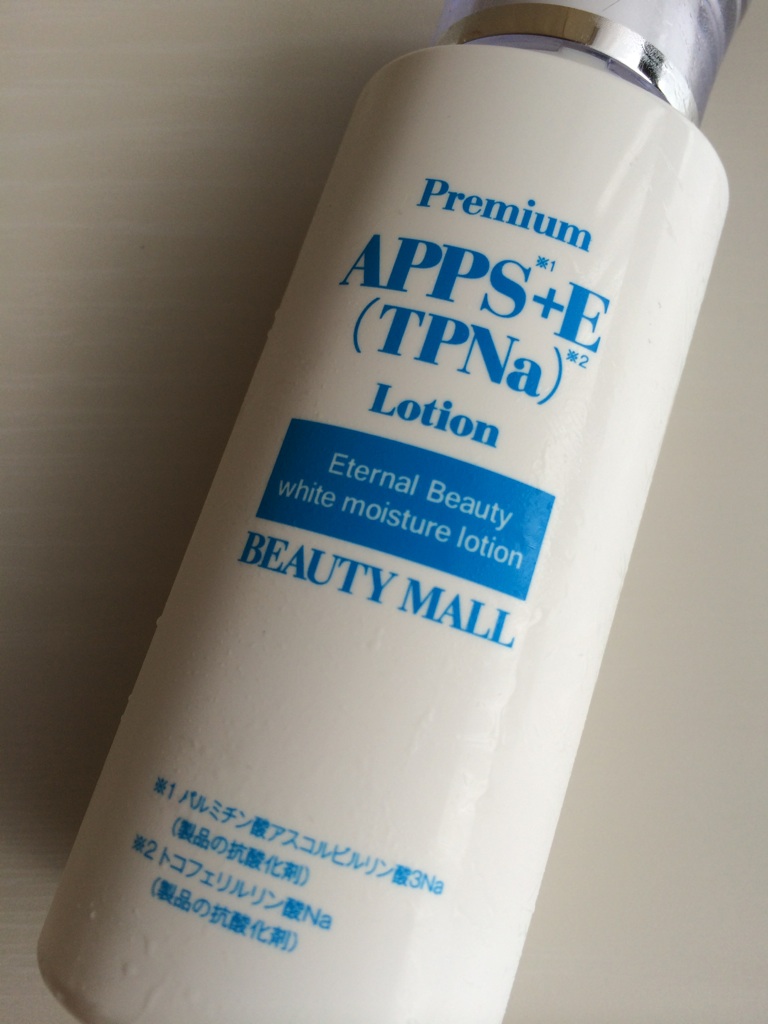 Premium
APPS※1+E
(TPNa)※2
Lotion
Eternal Beauty
white moisture lotion
BEAUTY MALL
※1 パルミチン酸アスコルビルリン酸3Na
(製品の抗酸化剤)
※2 トコフェリルリン酸Na
(製品の抗酸化剤)